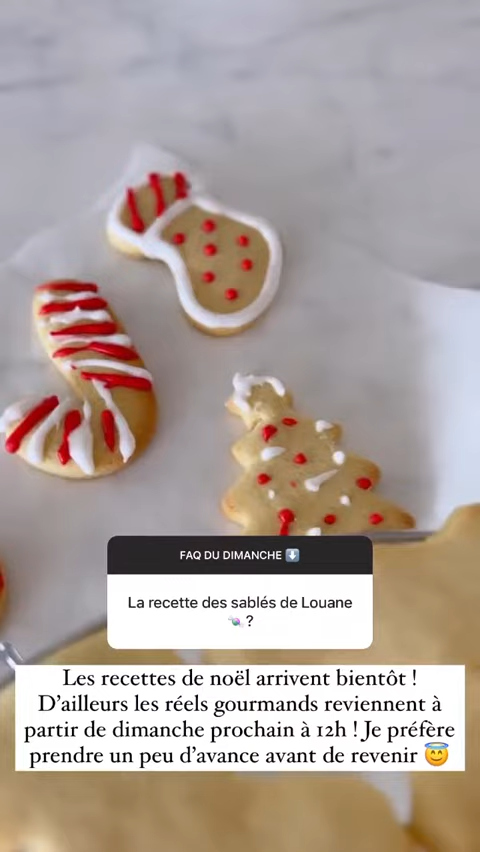 FAQ DU DIMANCHE ⬇️
La recette des sablés de Louane
🍬 ?
Les recettes de noël arrivent bientôt !
D’ailleurs les réels gourmands reviennent à
partir de dimanche prochain à 12h ! Je préfère
prendre un peu d’avance avant de revenir 😇